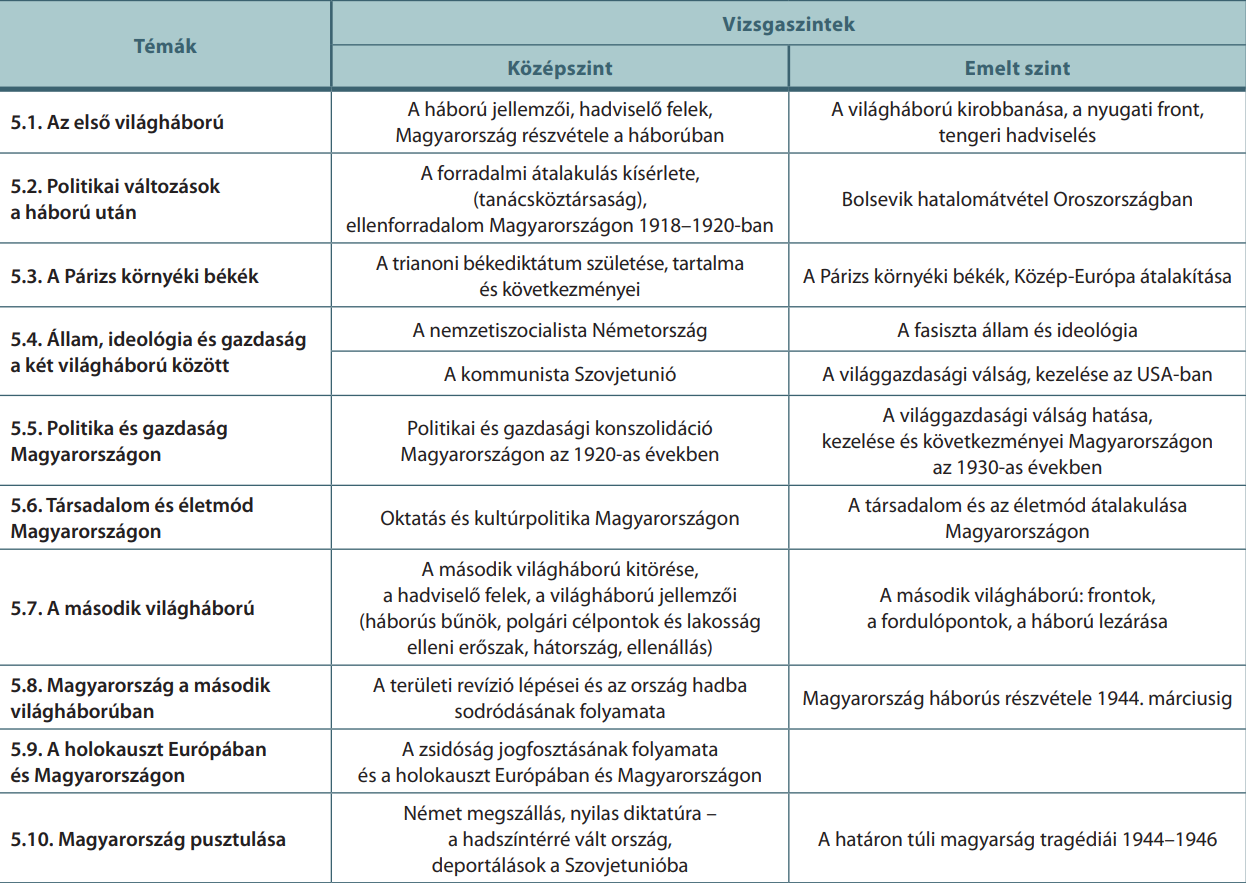 Témák
Vizsgaszintek
Középszint
Emelt szint
5.1. Az első világháború
A háború jellemzői, hadviselő felek,
Magyarország részvétele a háborúban
A világháború kirobbanása, a nyugati front,
tengeri hadviselés
5.2. Politikai változások
a háború után
A forradalmi átalakulás kísérlete,
(tanácsköztársaság),
ellenforradalom Magyarországon 1918–1920-ban
Bolsevik hatalomátvétel Oroszországban
5.3. A Párizs környéki békék
A trianoni békediktátum születése, tartalma
és következményei
A Párizs környéki békék, Közép-Európa átalakítása
5.4. Állam, ideológia és gazdaság
a két világháború között
A nemzetiszocialista Németország
A fasiszta állam és ideológia
A kommunista Szovjetunió
A világgazdasági válság, kezelése az USA-ban
5.5. Politika és gazdaság
Magyarországon
Politikai és gazdasági konszolidáció
Magyarországon az 1920-as években
A világgazdasági válság hatása,
kezelése és következményei Magyarországon
az 1930-as években
5.6. Társadalom és életmód
Magyarországon
Oktatás és kultúrpolitika Magyarországon
A társadalom és az életmód átalakulása
Magyarországon
5.7. A második világháború
A második világháború kitörése,
a hadviselő felek, a világháború jellemzői
(háborús bűnök, polgári célpontok és lakosság
elleni erőszak, hátország, ellenállás)
A második világháború: frontok,
a fordulópontok, a háború lezárása
5.8. Magyarország a második
világháborúban
A területi revízió lépései és az ország hadba
sodródásának folyamata
Magyarország háborús részvétele 1944. márciusig
5.9. A holokauszt Európában
és Magyarországon
A zsidóság jogfosztásának folyamata
és a holokauszt Európában és Magyarországon
5.10. Magyarország pusztulása
Német megszállás, nyilas diktatúra –
a hadszíntérré vált ország,
deportálások a Szovjetunióba
A határon túli magyarság tragédiái 1944–1946